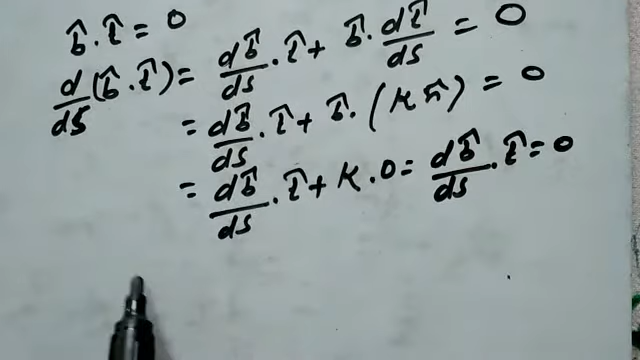 b̂.t̂ = 0
d/ds(b̂.t̂) = db̂/ds.t̂ + b̂.dt̂/ds = 0
= db̂/ds.t̂ + b̂.(κn̂) = 0
= db̂/ds.t̂ + κ.0 = db̂/ds.t̂ = 0